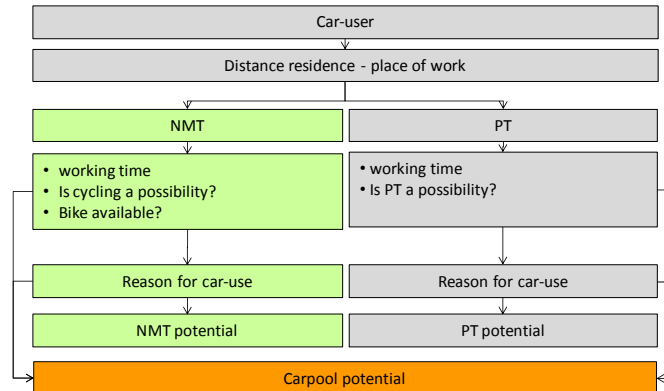 Car-user
Distance residence - place of work
NMT
PT
• working time
• Is cycling a possibility?
• Bike available?
• working time
• Is PT a possibility?
Reason for car-use
Reason for car-use
NMT potential
PT potential
Carpool potential